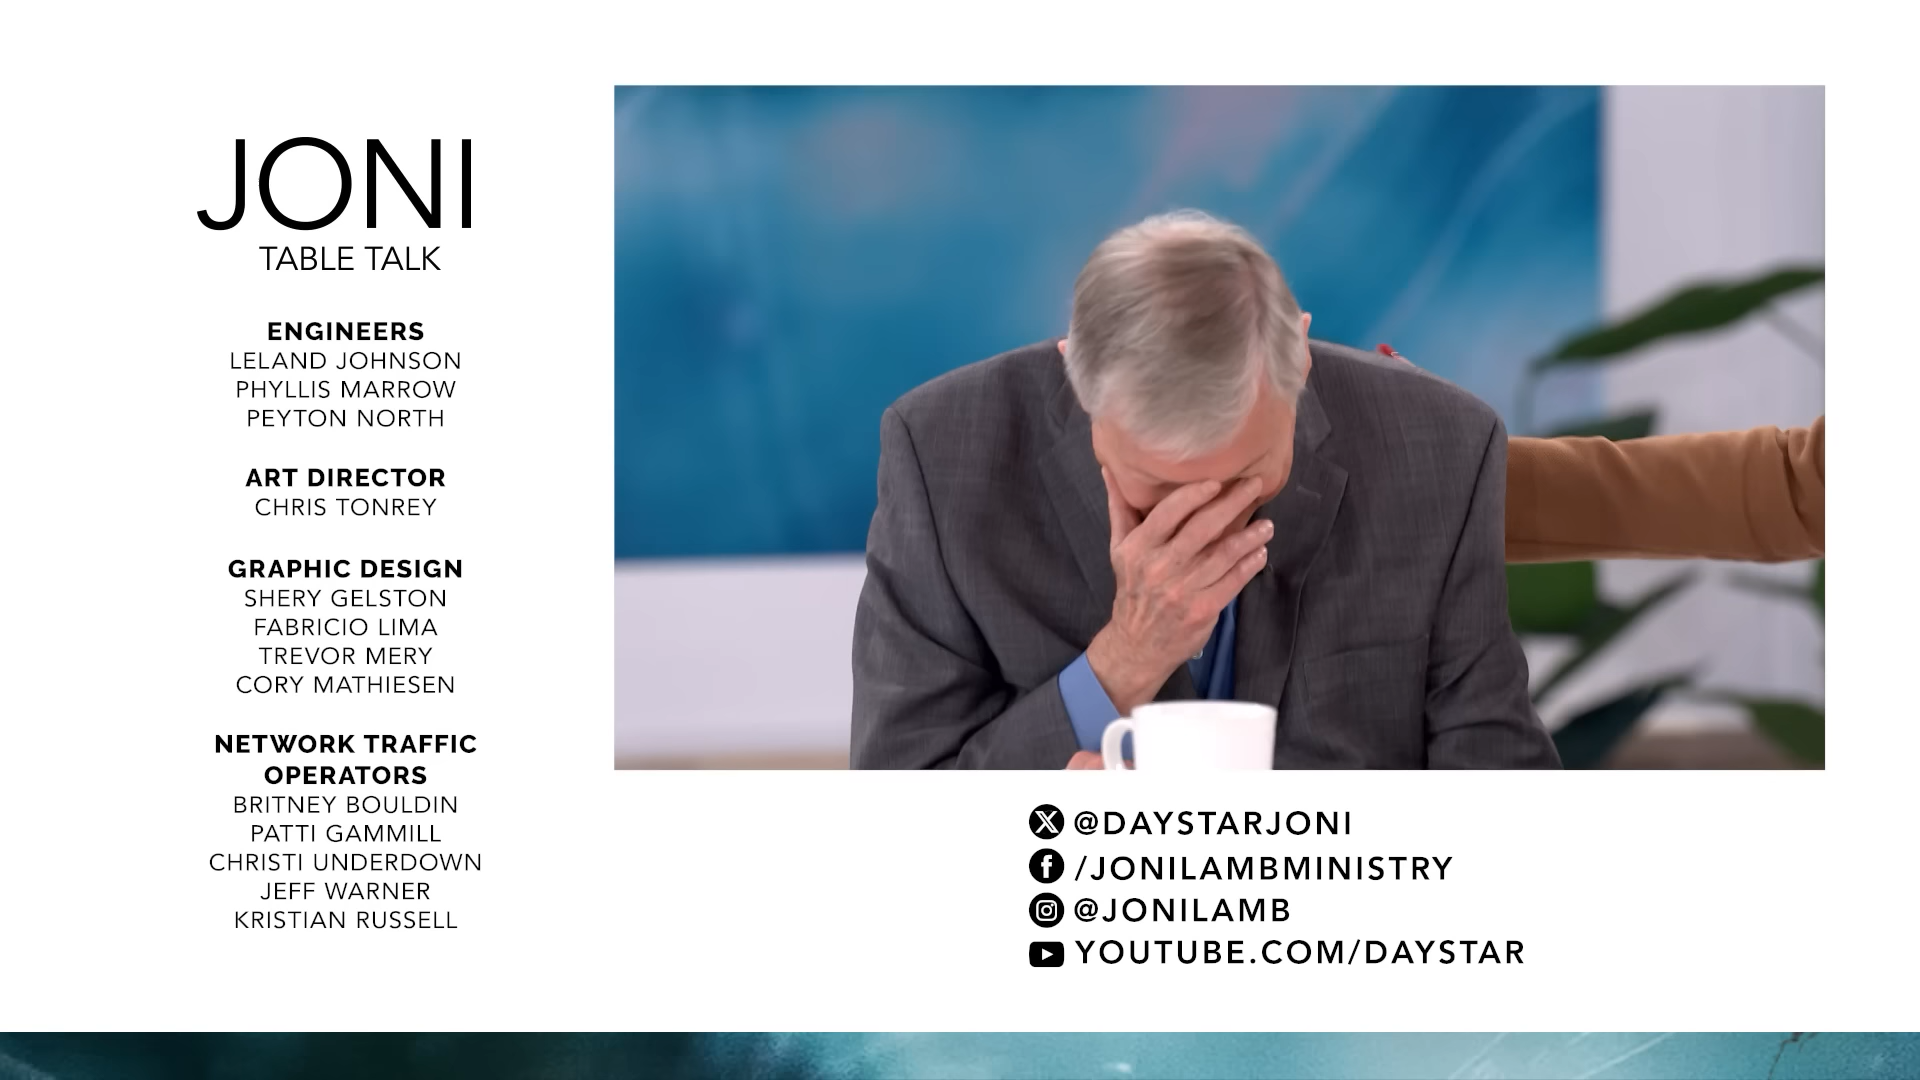 JONI
TABLE TALK
ENGINEERS
LELAND JOHNSON
PHYLLIS MARROW
PEYTON NORTH
ART DIRECTOR
CHRIS TONREY
GRAPHIC DESIGN
SHERY GELSTON
FABRICIO LIMA
TREVOR MERY
CORY MATHIESEN
NETWORK TRAFFIC
OPERATORS
BRITNEY BOULDIN
PATTI GAMMILL
CHRISTI UNDERDOWN
JEFF WARNER
KRISTIAN RUSSELL
@DAYSTARJONI
/JONILAMBMINISTRY
@JONILAMB
YOUTUBE.COM/DAYSTAR